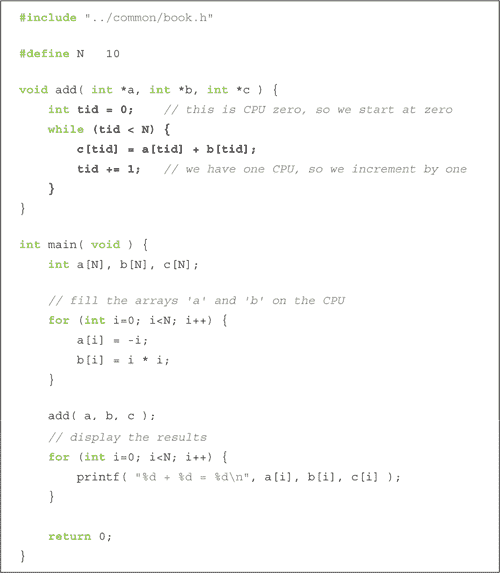 #include "../common/book.h"
#define N   10
void add( int *a, int *b, int *c ) {
    int tid = 0;    // this is CPU zero, so we start at zero
    while (tid < N) {
        c[tid] = a[tid] + b[tid];
        tid += 1;   // we have one CPU, so we increment by one
    }
}
int main( void ) {
    int a[N], b[N], c[N];
    // fill the arrays 'a' and 'b' on the CPU
    for (int i=0; i<N; i++) {
        a[i] = -i;
        b[i] = i * i;
    }
    add( a, b, c );
    // display the results
    for (int i=0; i<N; i++) {
        printf( "%d + %d = %d\n", a[i], b[i], c[i] );
    }
    return 0;
}